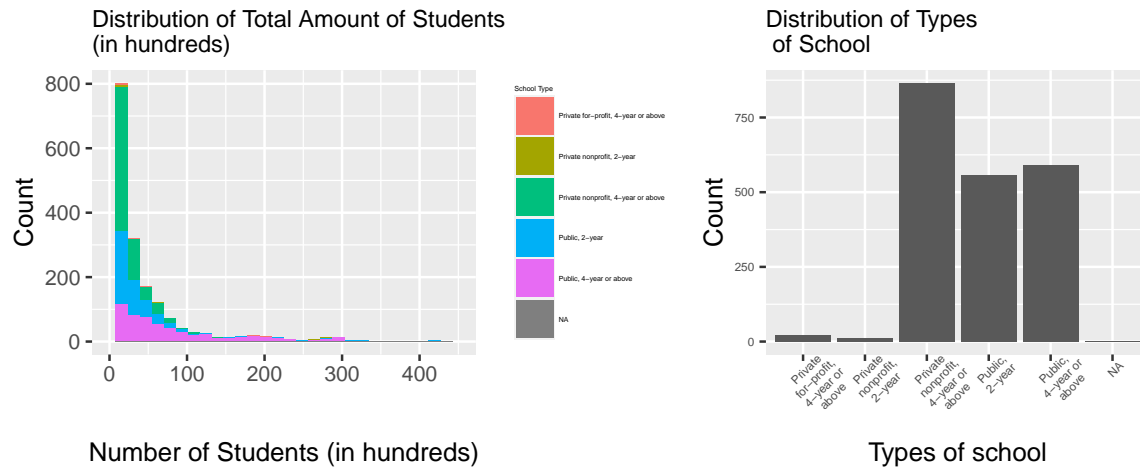 Distribution of Total Amount of Students
(in hundreds)
800
600
400
200
0
Count
0 100 200 300 400
Number of Students (in hundreds)
School Type
Private for−profit, 4−year or above
Private nonprofit, 2−year
Private nonprofit, 4−year or above
Public, 2−year
Public, 4−year or above
NA
Distribution of Types
of School
750
500
250
0
Count
Private
for−profit,
4−year or
above
Private
nonprofit,
2−year
Private
nonprofit,
4−year or
above
Public,
2−year
Public,
4−year or
above
NA
Types of school